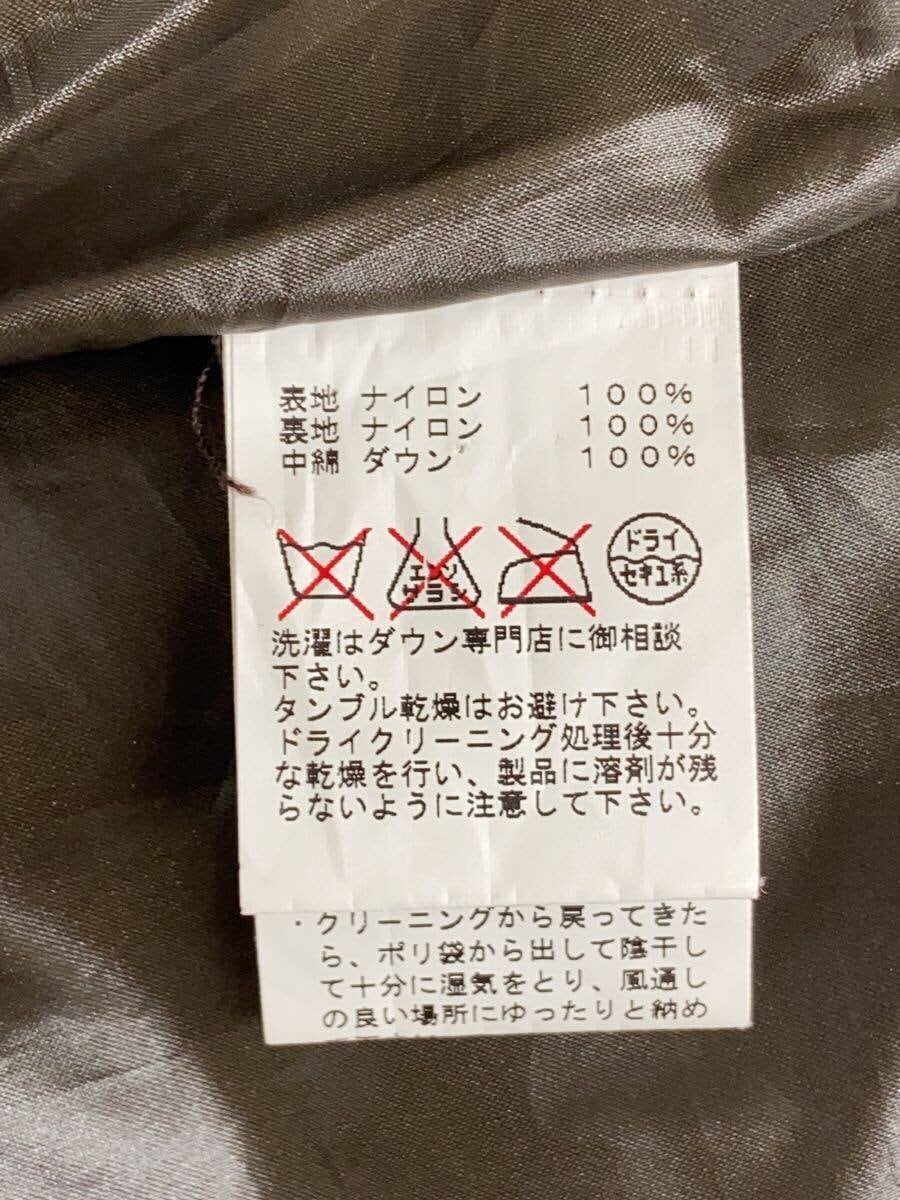 表地 ナイロン 100%
裏地 ナイロン 100%
中綿 ダウン 100%
エンソ
サラシ
ドライ
セキユ系
洗濯はダウン専門店に御相談
下さい。
タンブル乾燥はお避け下さい。
ドライクリーニング処理後十分
な乾燥を行い、製品に溶剤が残
らないように注意して下さい。
・クリーニングから戻ってきた
ら、ポリ袋から出して陰干し
て十分に湿気をとり、風通し
の良い場所にゆったりと納め